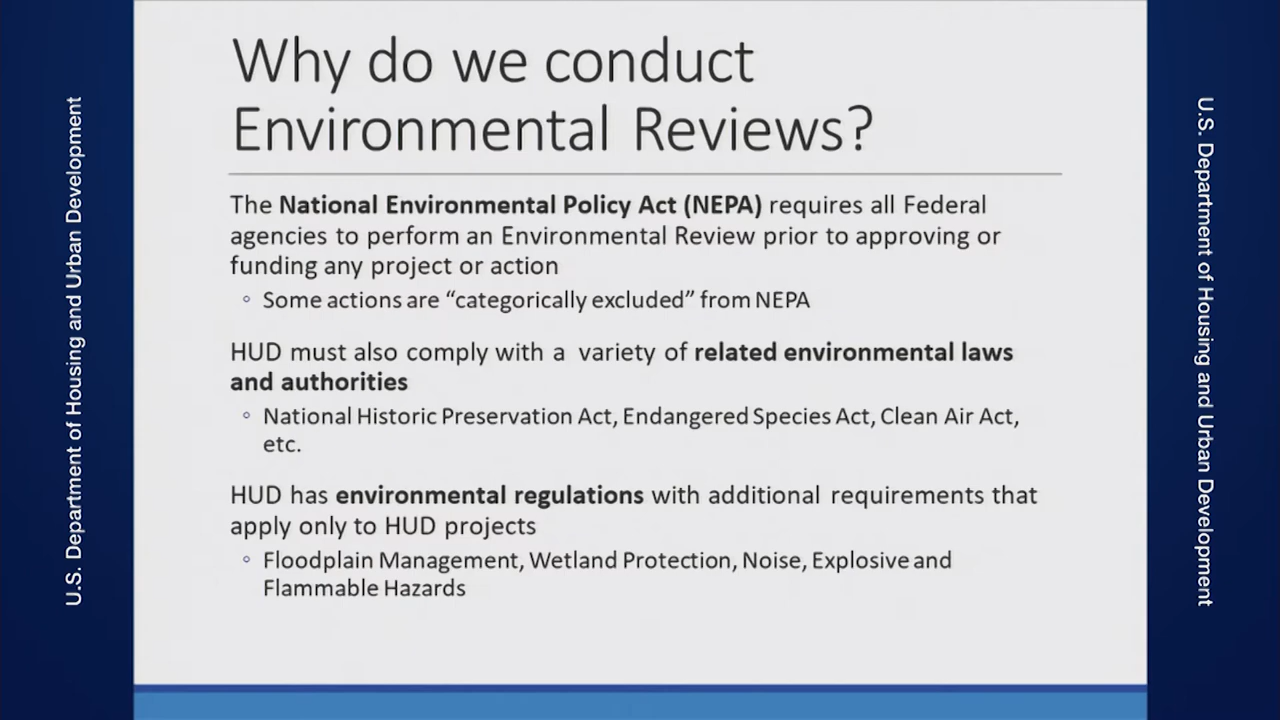 U.S. Department of Housing and Urban Development
Why do we conduct
Environmental Reviews?
The National Environmental Policy Act (NEPA) requires all Federal
agencies to perform an Environmental Review prior to approving or
funding any project or action
◦ Some actions are “categorically excluded” from NEPA
HUD must also comply with a variety of related environmental laws
and authorities
◦ National Historic Preservation Act, Endangered Species Act, Clean Air Act,
etc.
HUD has environmental regulations with additional requirements that
apply only to HUD projects
◦ Floodplain Management, Wetland Protection, Noise, Explosive and
Flammable Hazards
U.S. Department of Housing and Urban Development